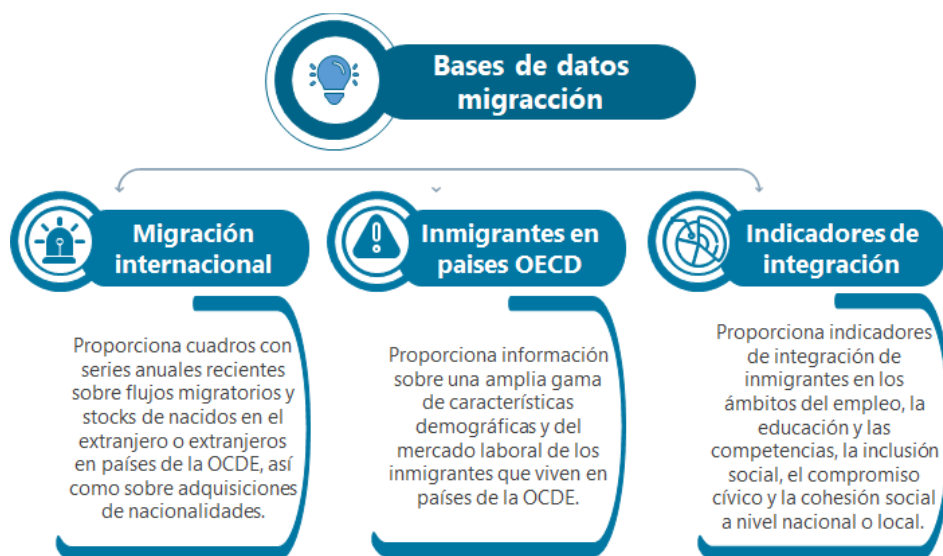 Bases de datos
migracción
Migración
internacional
Proporciona cuadros con
series anuales recientes
sobre flujos migratorios y
stocks de nacidos en el
extranjero o extranjeros
en países de la OCDE, así
como sobre adquisiciones
de nacionalidades.
Inmigrantes en
paises OECD
Proporciona información
sobre una amplia gama
de características
demográficas y del
mercado laboral de los
inmigrantes que viven en
países de la OCDE.
Indicadores de
integración
Proporciona indicadores
de integración de
inmigrantes en los
ámbitos del empleo, la
educación y las
competencias, la inclusión
social, el compromiso
cívico y la cohesión social
a nivel nacional o local.